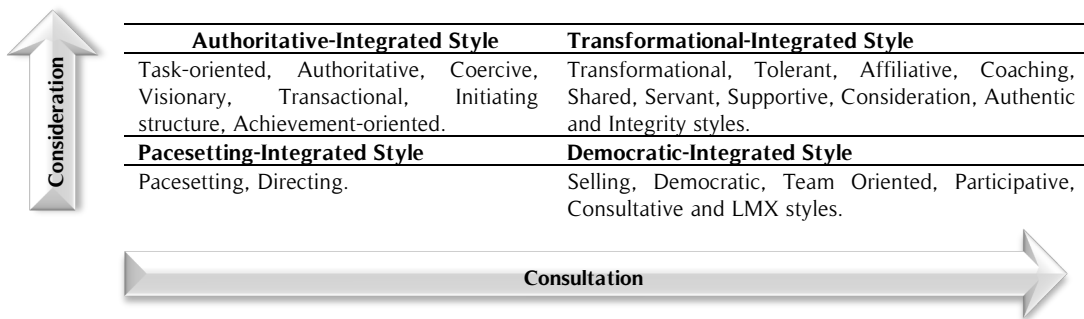 Consideration
Authoritative-Integrated Style
Task-oriented, Authoritative, Coercive,
Visionary, Transactional, Initiating
structure, Achievement-oriented.
Transformational-Integrated Style
Transformational, Tolerant, Affiliative, Coaching,
Shared, Servant, Supportive, Consideration, Authentic
and Integrity styles.
Pacesetting-Integrated Style
Pacesetting, Directing.
Democratic-Integrated Style
Selling, Democratic, Team Oriented, Participative,
Consultative and LMX styles.
Consultation